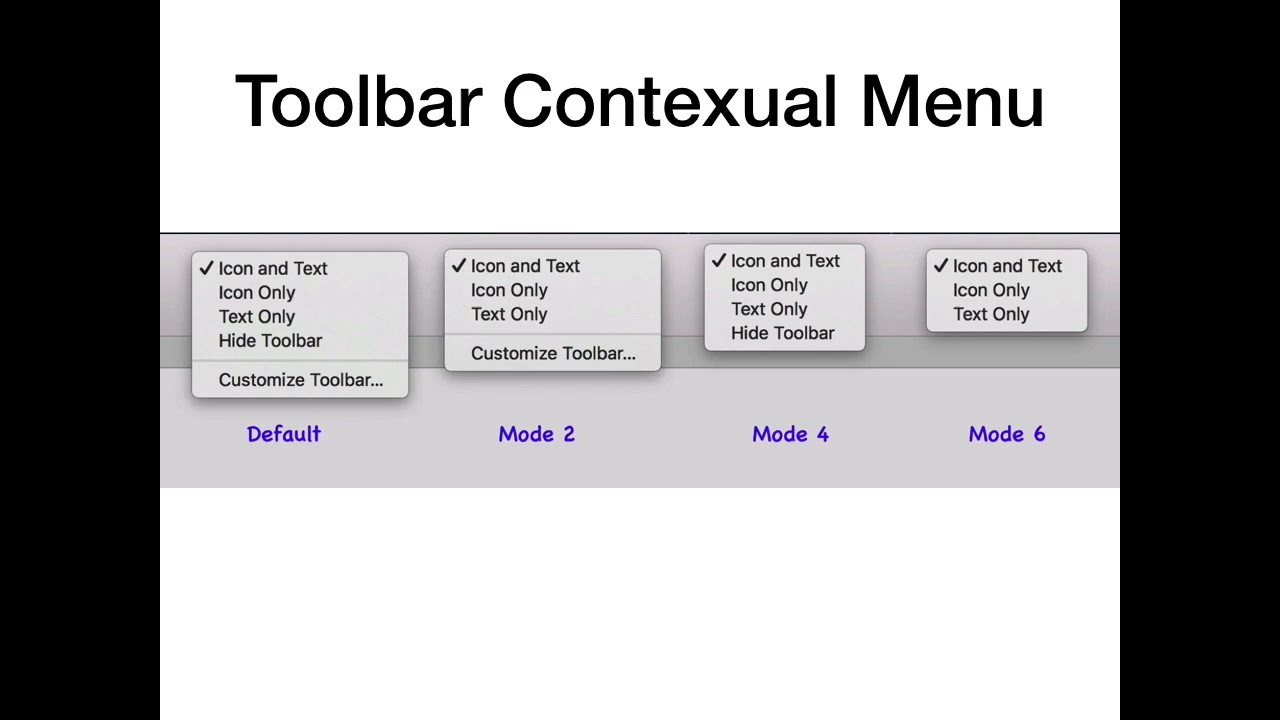 Toolbar Contexual Menu
✓ Icon and Text
Icon Only
Text Only
Hide Toolbar
Customize Toolbar...
Default
✓ Icon and Text
Icon Only
Text Only
Customize Toolbar...
Mode 2
✓ Icon and Text
Icon Only
Text Only
Hide Toolbar
Mode 4
✓ Icon and Text
Icon Only
Text Only
Mode 6